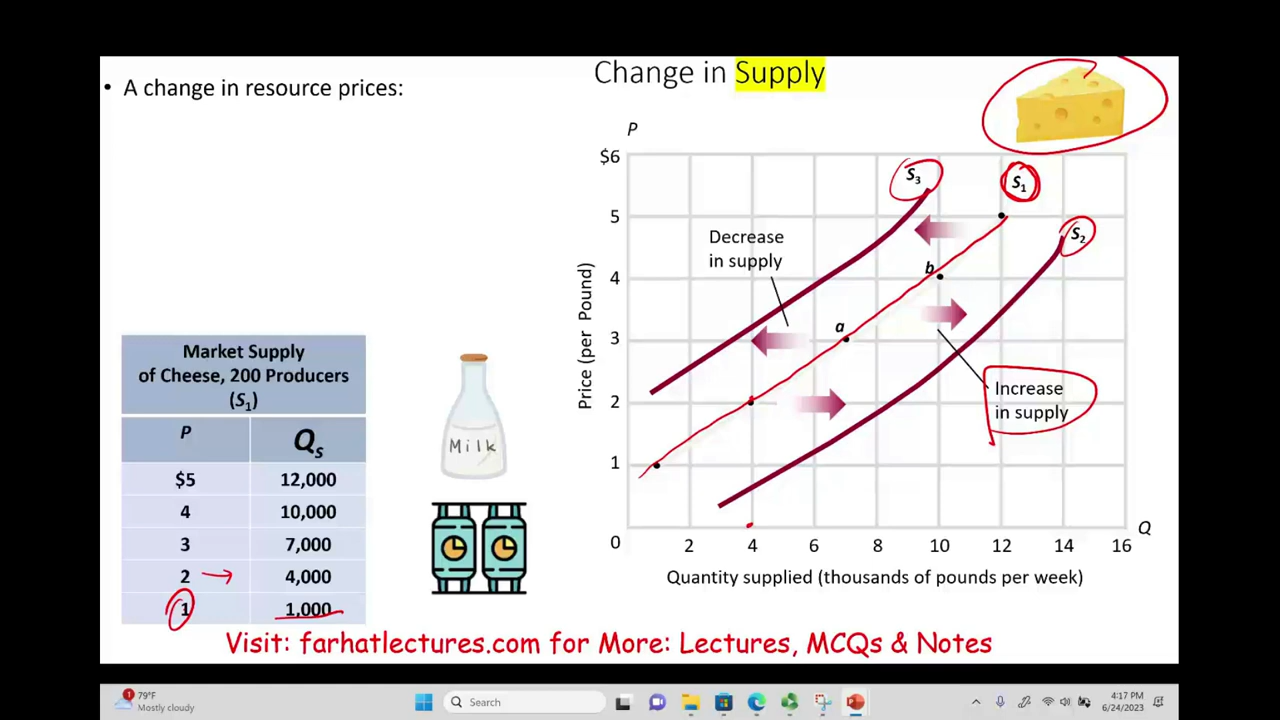 • A change in resource prices:
Change in Supply
P
$6
5
4
3
2
1
0
S3
S1
S2
Decrease
in supply
b
a
Increase
in supply
Price (per Pound)
2 4 6 8 10 12 14 16
Q
Quantity supplied (thousands of pounds per week)
Market Supply
of Cheese, 200 Producers
(S1)
P Qs
$5 12,000
4 10,000
3 7,000
2 4,000
1 1,000
Milk
Visit: farhatlectures.com for More: Lectures, MCQs & Notes
1
79°F
Mostly cloudy
Search
4:17 PM
6/24/2023